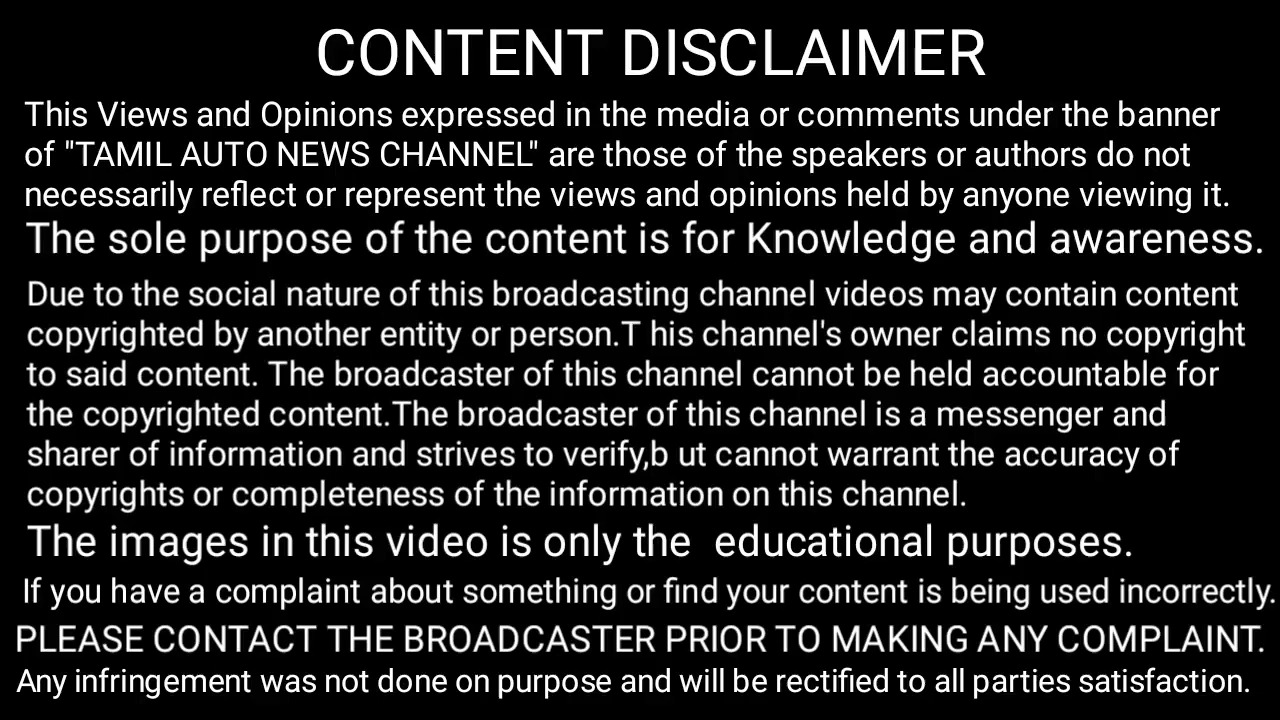 CONTENT DISCLAIMER
This Views and Opinions expressed in the media or comments under the banner
of "TAMIL AUTO NEWS CHANNEL" are those of the speakers or authors do not
necessarily reflect or represent the views and opinions held by anyone viewing it.
The sole purpose of the content is for Knowledge and awareness.
Due to the social nature of this broadcasting channel videos may contain content
copyrighted by another entity or person.T his channel's owner claims no copyright
to said content. The broadcaster of this channel cannot be held accountable for
the copyrighted content.The broadcaster of this channel is a messenger and
sharer of information and strives to verify,b ut cannot warrant the accuracy of
copyrights or completeness of the information on this channel.
The images in this video is only the  educational purposes.
If you have a complaint about something or find your content is being used incorrectly.
PLEASE CONTACT THE BROADCASTER PRIOR TO MAKING ANY COMPLAINT.
Any infringement was not done on purpose and will be rectified to all parties satisfaction.